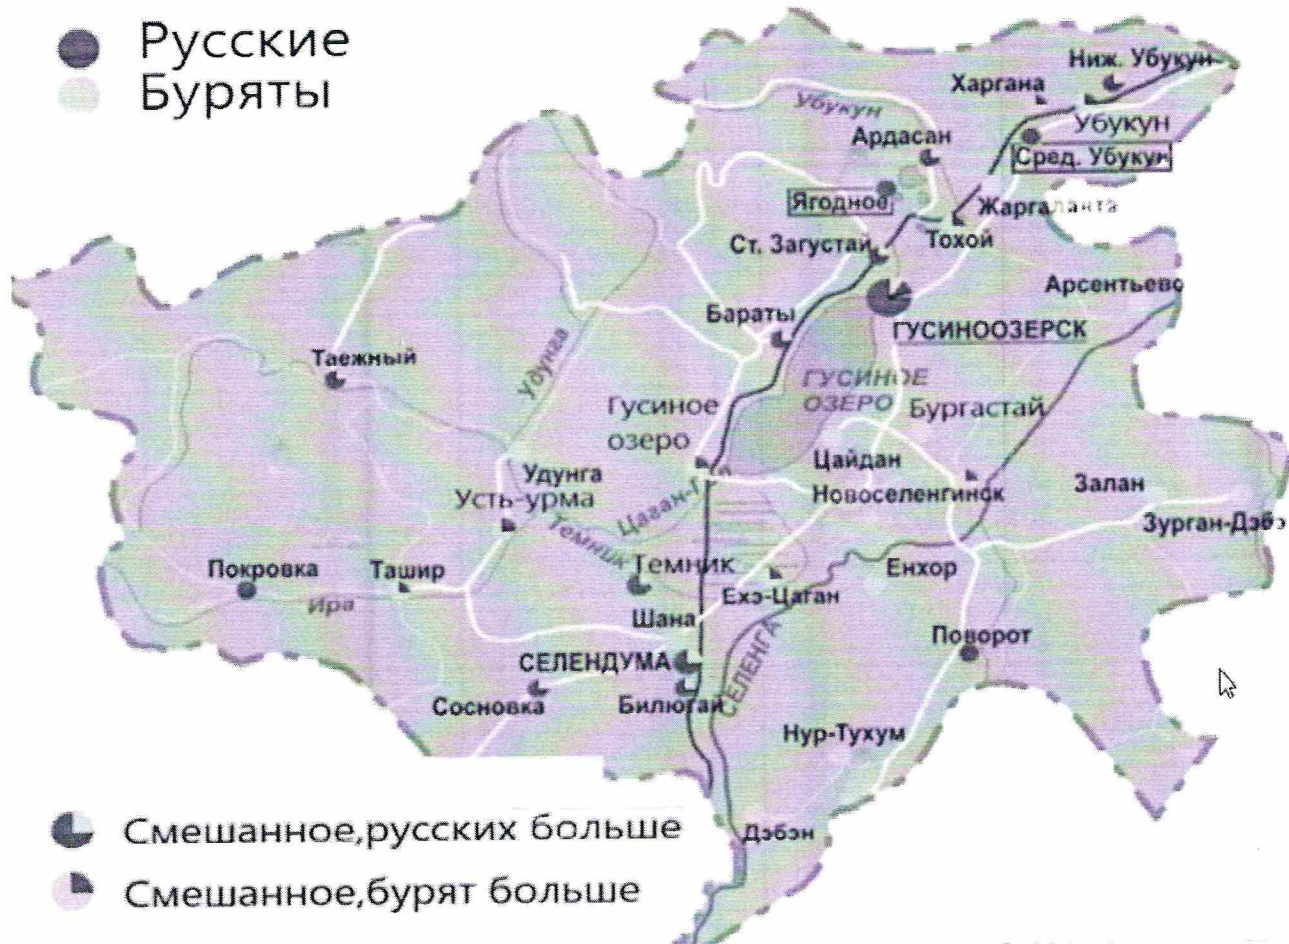 Русские
Буряты
Ниж. Убукун
Харгана
Убукун
Убукун
Ардасан
Сред. Убукун
Ягодное
Жаргаланта
Тохой
Ст. Загустай
Арсентьево
Бараты
ГУСИНООЗЕРСК
Таежный
Удунга
ГУСИНОЕ
ОЗЕРО
Гусиное
озеро
Бургастай
Цайдан
Удунга
Усть-урма
Новоселенгинск
Залан
Зурган-Дэбэ
Темник
Темник
Покровка
Ташир
Ира
Енхор
Ехэ-Цаган
Шана
Поворот
СЕЛЕНДУМА
СЕЛЕНГА
Сосновка
Билютай
Нур-Тухум
Дэбэн
Смешанное,русских больше
Смешанное,бурят больше